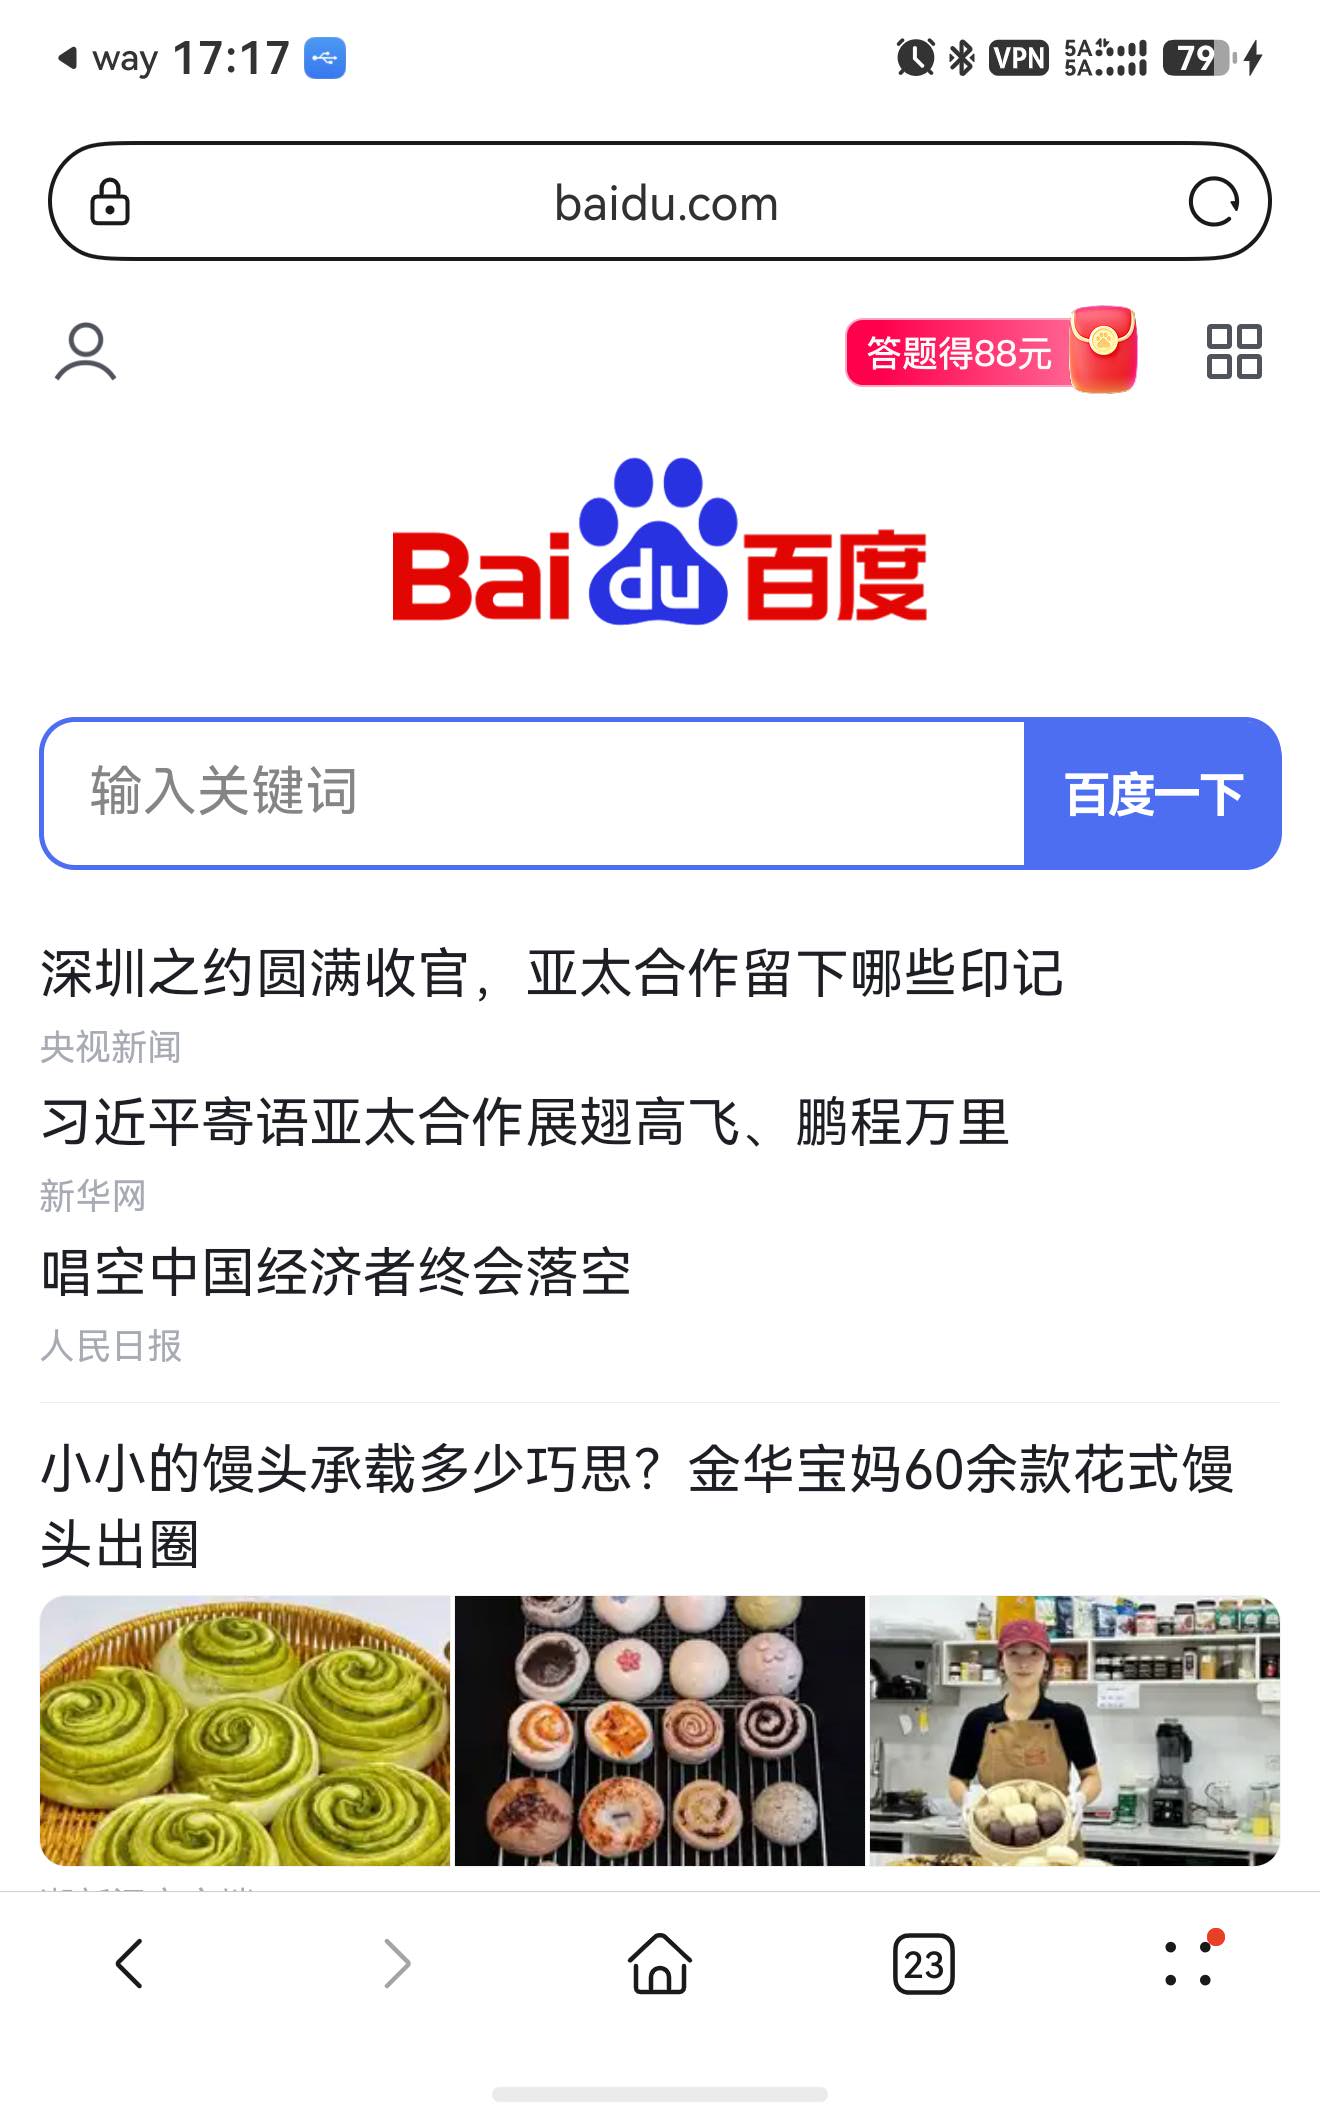 way 17:17
VPN 5A 5A 79
baidu.com
答题得88元
Bai du 百度
输入关键词 百度一下
深圳之约圆满收官，亚太合作留下哪些印记
央视新闻
习近平寄语亚太合作展翅高飞、鹏程万里
新华网
唱空中国经济者终会落空
人民日报
小小的馒头承载多少巧思？金华宝妈60余款花式馒
头出圈
23